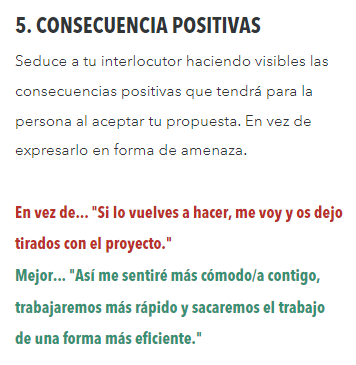 5. CONSECUENCIA POSITIVAS
Seduce a tu interlocutor haciendo visibles las
consecuencias positivas que tendrá para la
persona al aceptar tu propuesta. En vez de
expresarlo en forma de amenaza.
En vez de... "Si lo vuelves a hacer, me voy y os dejo
tirados con el proyecto."
Mejor... "Así me sentiré más cómodo/a contigo,
trabajaremos más rápido y sacaremos el trabajo
de una forma más eficiente."